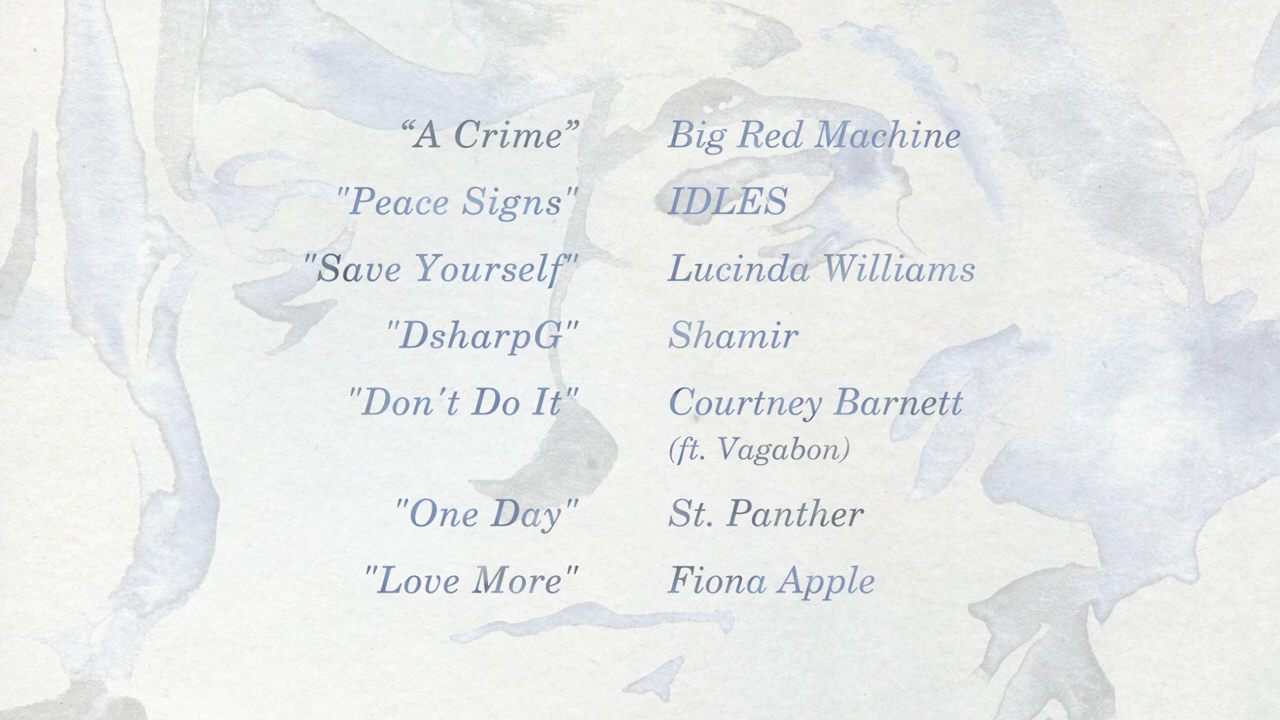 “A Crime” Big Red Machine
"Peace Signs" IDLES
"Save Yourself" Lucinda Williams
"DsharpG" Shamir
"Don't Do It" Courtney Barnett
(ft. Vagabon)
"One Day" St. Panther
"Love More" Fiona Apple